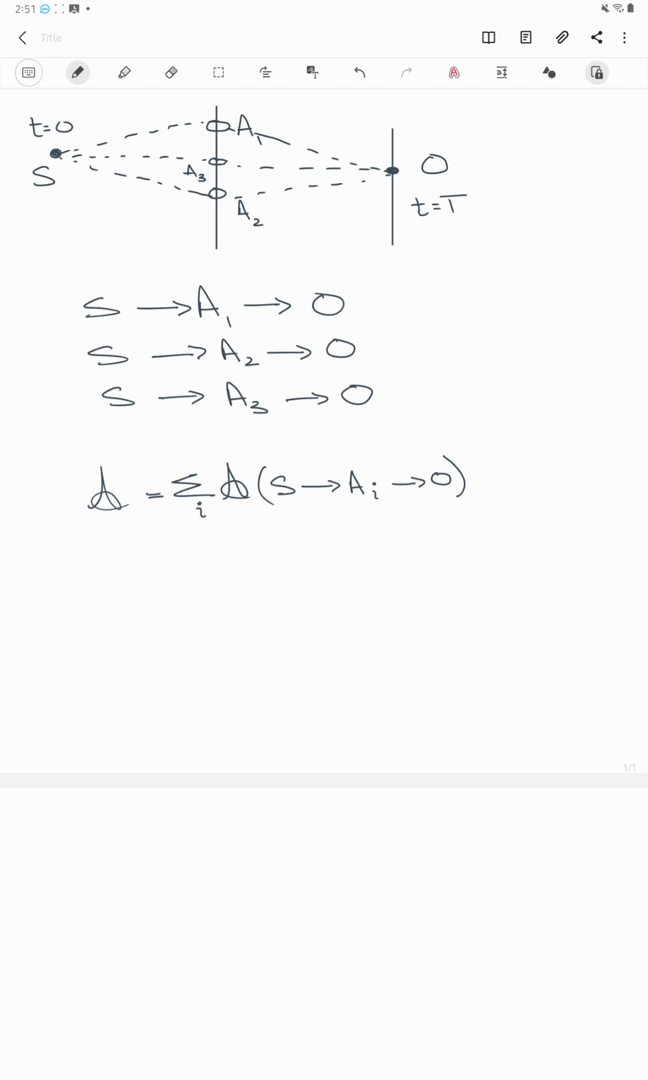 2:51
Title
t=0
S
A₁
A₃
A₂
O
t=T
S → A₁ → O
S → A₂ → O
S → A₃ → O
A = Σᵢ A(S → Aᵢ → O)
1/1